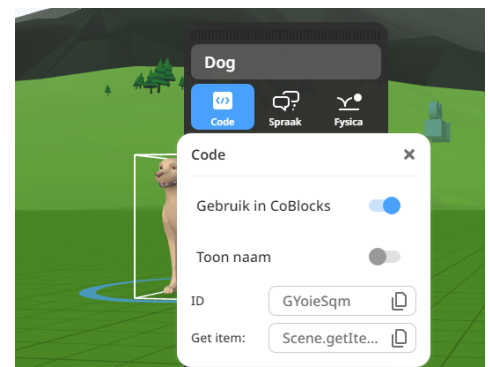 Dog
Code Spraak Fysica
Code
Gebruik in CoBlocks
Toon naam
ID GYoieSqm
Get item: Scene.getIte...